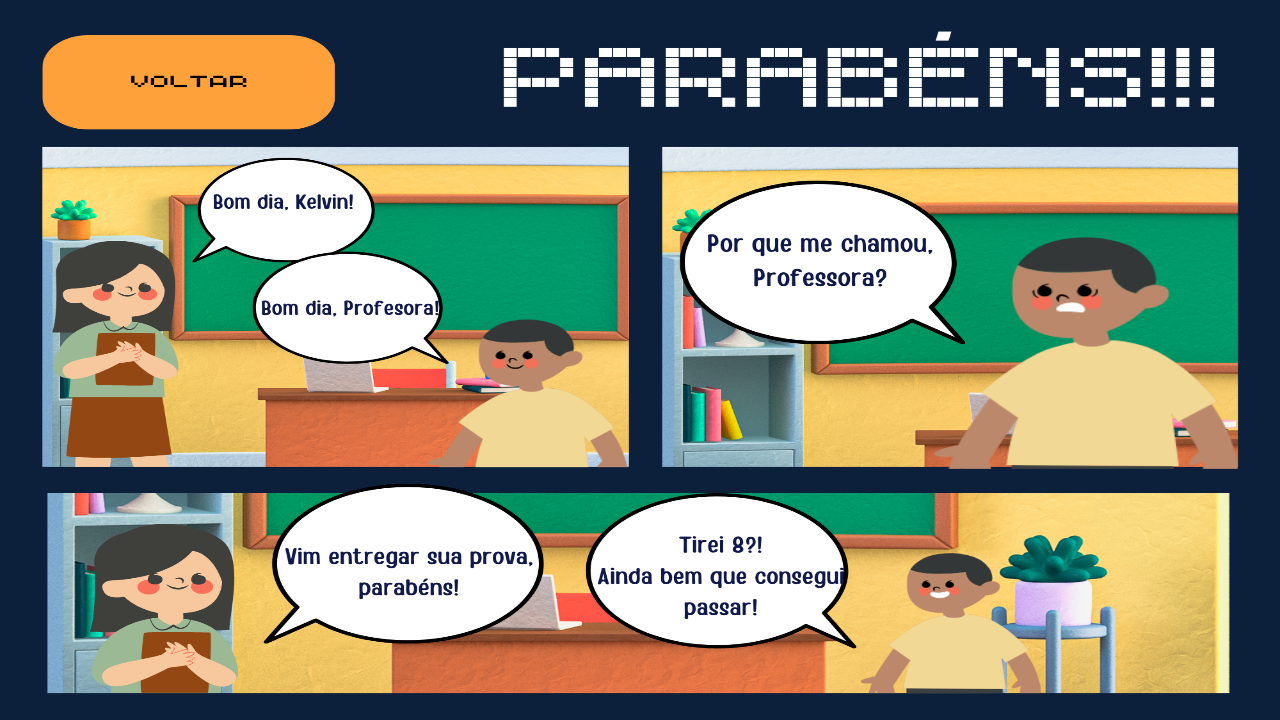 VOLTAR
PARABÉNS!!!
Bom dia, Kelvin!
Bom dia, Profesora!
Por que me chamou,
Professora?
Vim entregar sua prova,
parabéns!
Tirei 8?!
Ainda bem que consegui
passar!